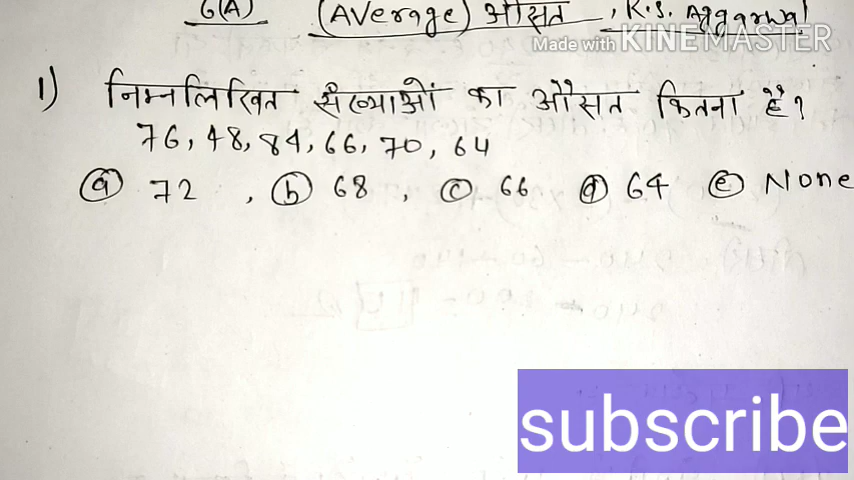 6(A) (Average) औसत, R.S. Aggarwal
Made with KINEMASTER
1) निम्नलिखित संख्याओं का औसत कितना है?
76, 48, 84, 66, 70, 64
(a) 72, (b) 68, (c) 66 (d) 64 (e) None
subscribe